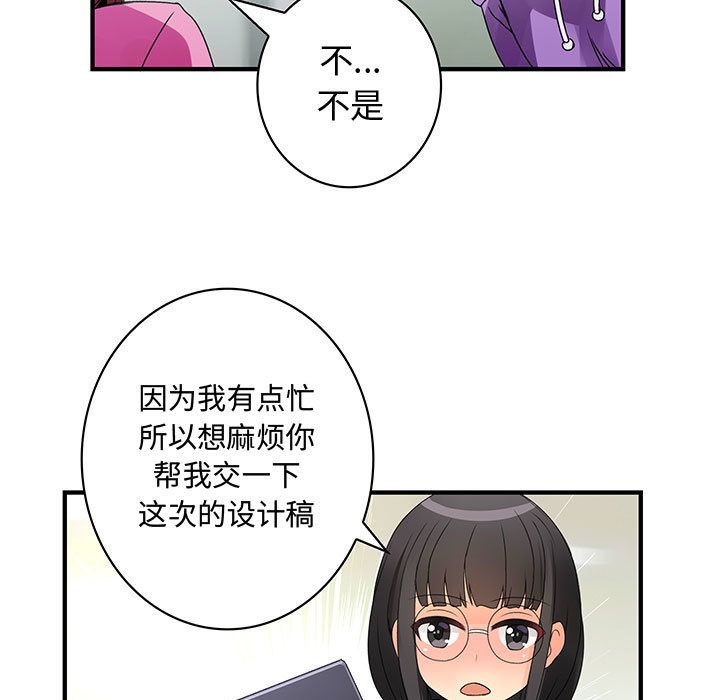 不...
不是
因为我有点忙
所以想麻烦你
帮我交一下
这次的设计稿